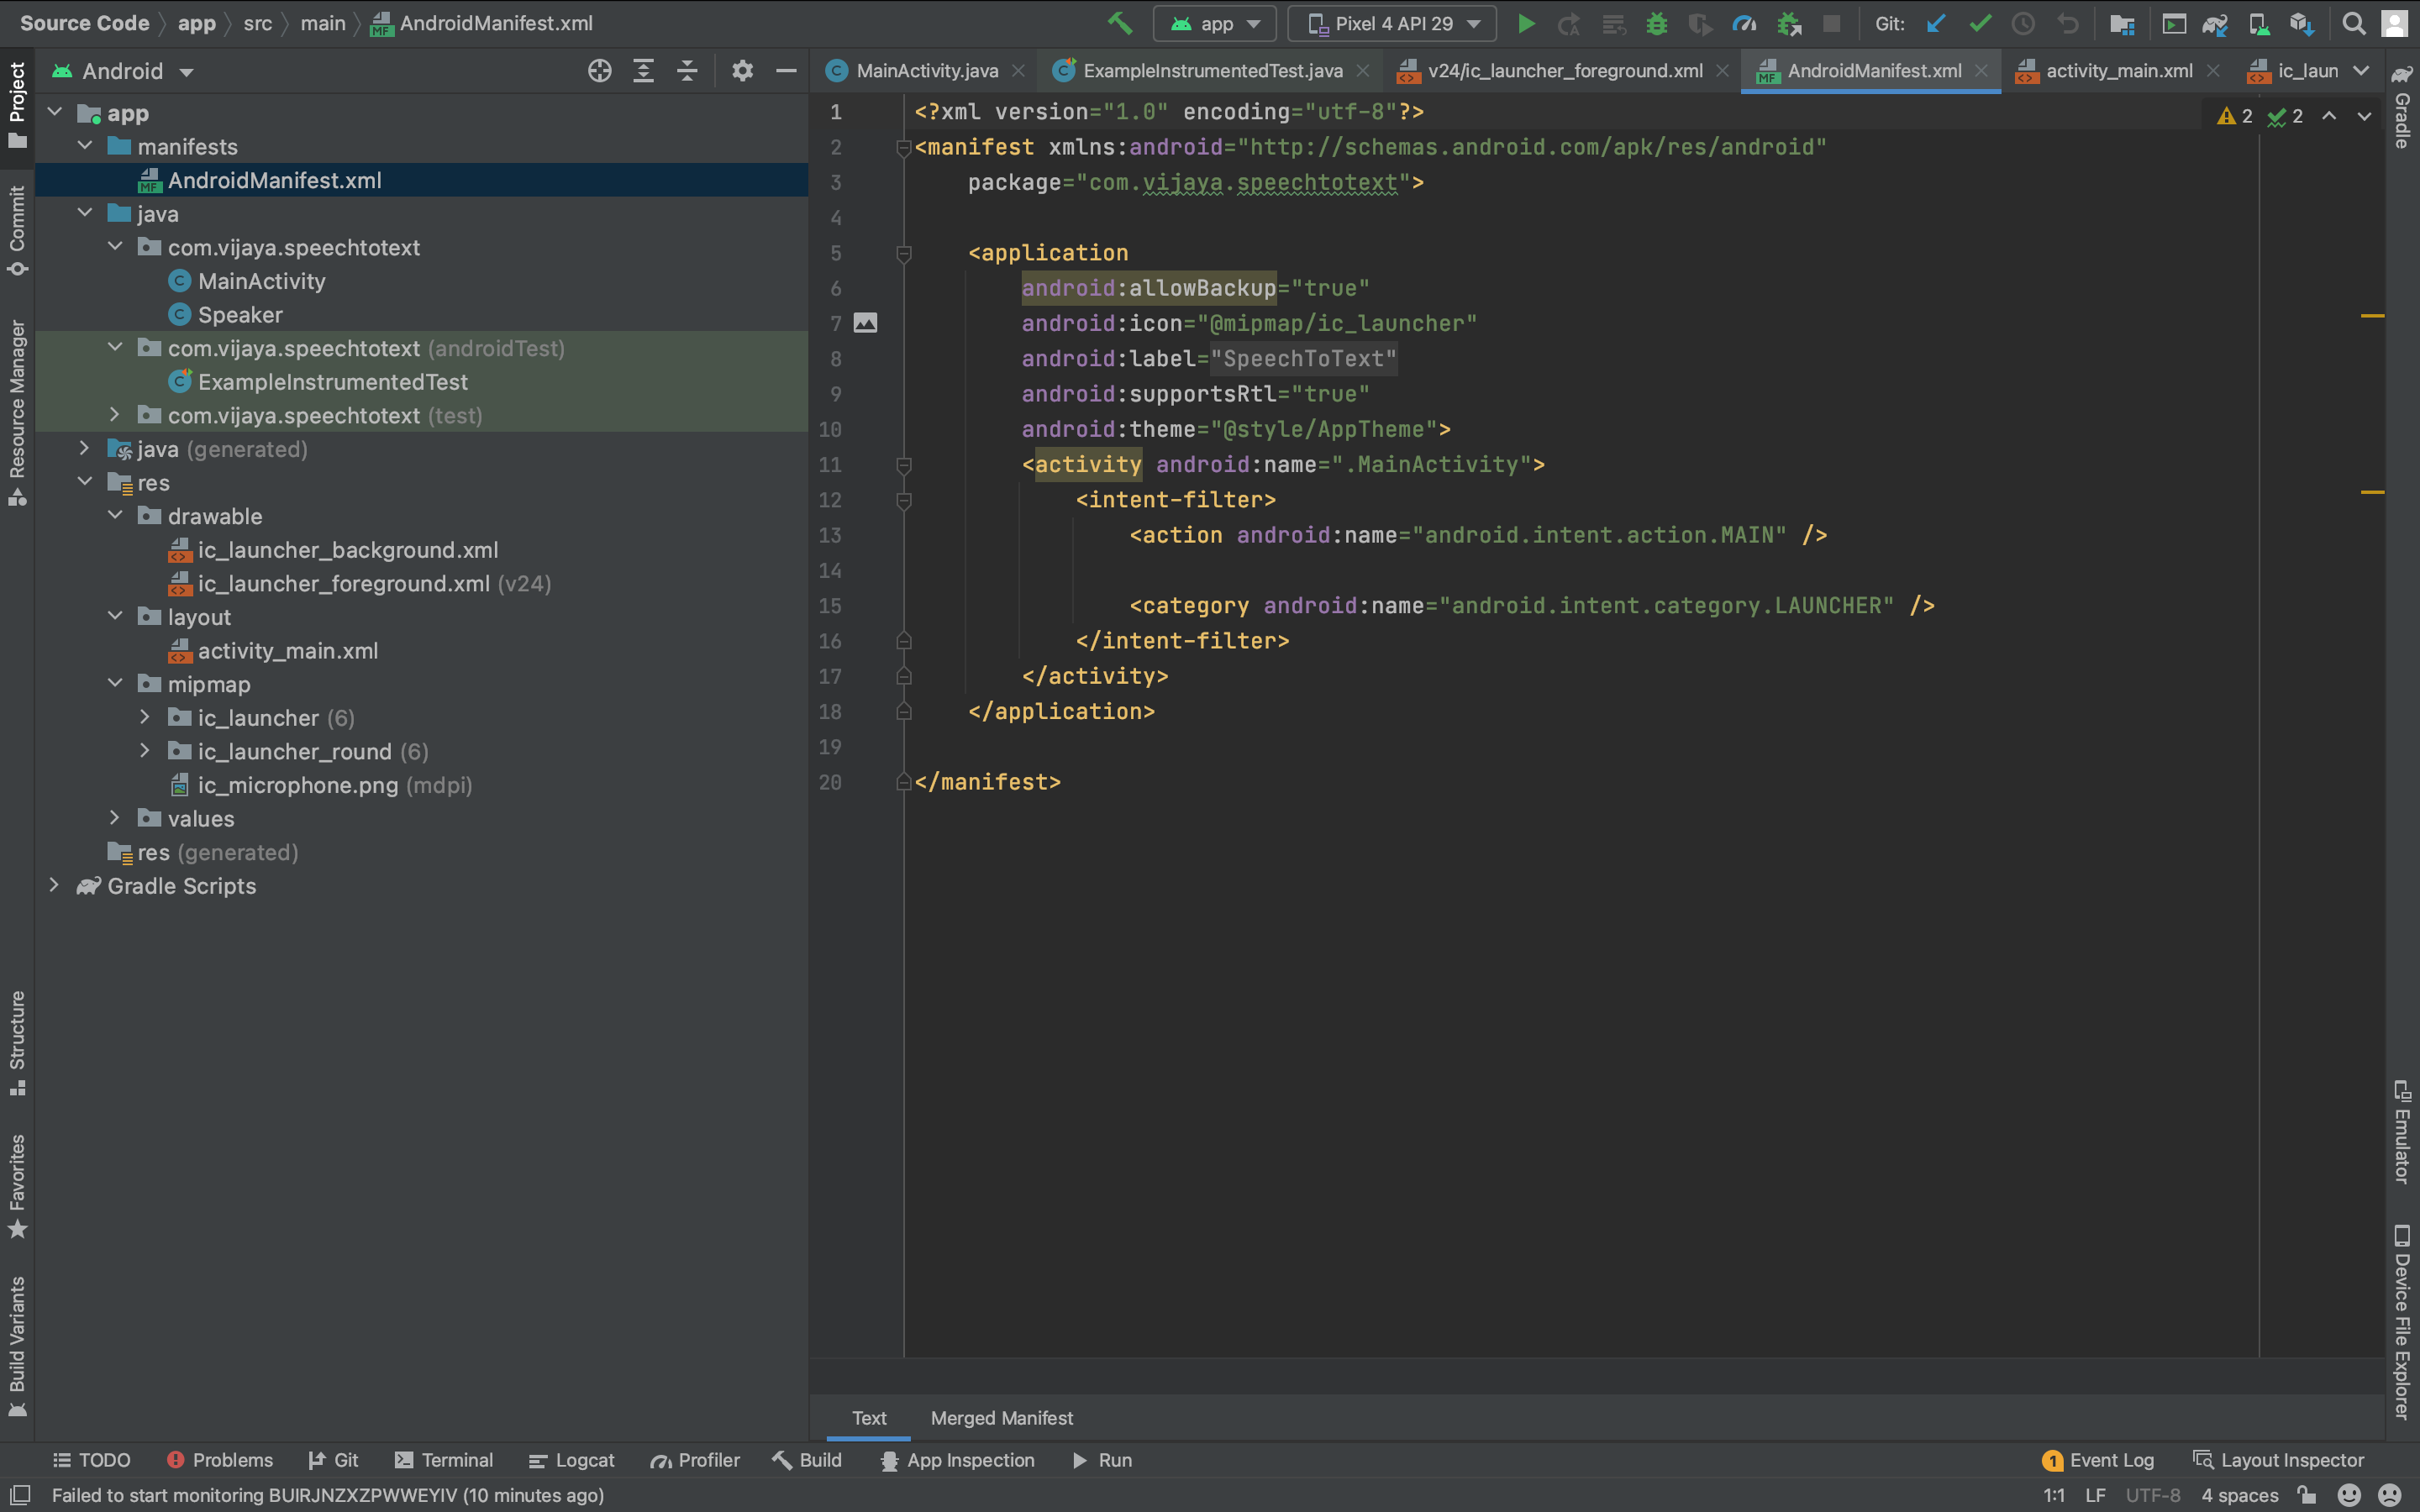 Source Code app src main AndroidManifest.xml app Pixel 4 API 29 Git:
Project
Commit
Resource Manager
Structure
Favorites
Build Variants
Android
app
manifests
AndroidManifest.xml
java
com.vijaya.speechtotext
MainActivity
Speaker
com.vijaya.speechtotext (androidTest)
ExampleInstrumentedTest
com.vijaya.speechtotext (test)
java (generated)
res
drawable
ic_launcher_background.xml
ic_launcher_foreground.xml (v24)
layout
activity_main.xml
mipmap
ic_launcher (6)
ic_launcher_round (6)
ic_microphone.png (mdpi)
values
res (generated)
Gradle Scripts
MainActivity.java ExampleInstrumentedTest.java v24/ic_launcher_foreground.xml AndroidManifest.xml activity_main.xml ic_laun
2 2
1 <?xml version="1.0" encoding="utf-8"?>
2 <manifest xmlns:android="http://schemas.android.com/apk/res/android"
3 package="com.vijaya.speechtotext">
4
5 <application
6 android:allowBackup="true"
7 android:icon="@mipmap/ic_launcher"
8 android:label="SpeechToText"
9 android:supportsRtl="true"
10 android:theme="@style/AppTheme">
11 <activity android:name=".MainActivity">
12 <intent-filter>
13 <action android:name="android.intent.action.MAIN" />
14
15 <category android:name="android.intent.category.LAUNCHER" />
16 </intent-filter>
17 </activity>
18 </application>
19
20 </manifest>
Text Merged Manifest
Gradle
Emulator
Device File Explorer
TODO Problems Git Terminal Logcat Profiler Build App Inspection Run 1 Event Log Layout Inspector
Failed to start monitoring BUIRJNZXZPWWEYIV (10 minutes ago) 1:1 LF UTF-8 4 spaces